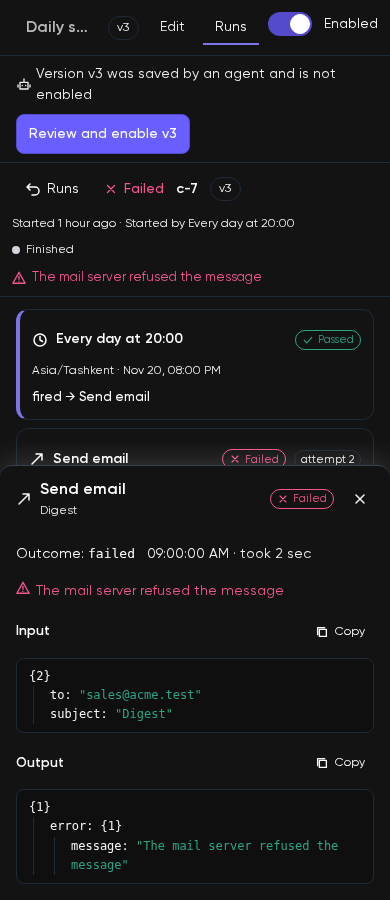 Daily s... v3 Edit Runs Enabled
Version v3 was saved by an agent and is not
enabled
Review and enable v3
Runs Failed c-7 v3
Started 1 hour ago · Started by Every day at 20:00
Finished
The mail server refused the message
Every day at 20:00 Passed
Asia/Tashkent · Nov 20, 08:00 PM
fired → Send email
Send email Failed attempt 2
Send email Failed
Digest
Outcome: failed 09:00:00 AM · took 2 sec
The mail server refused the message
Input Copy
{2}
to: "sales@acme.test"
subject: "Digest"
Output Copy
{1}
error: {1}
message: "The mail server refused the
message"